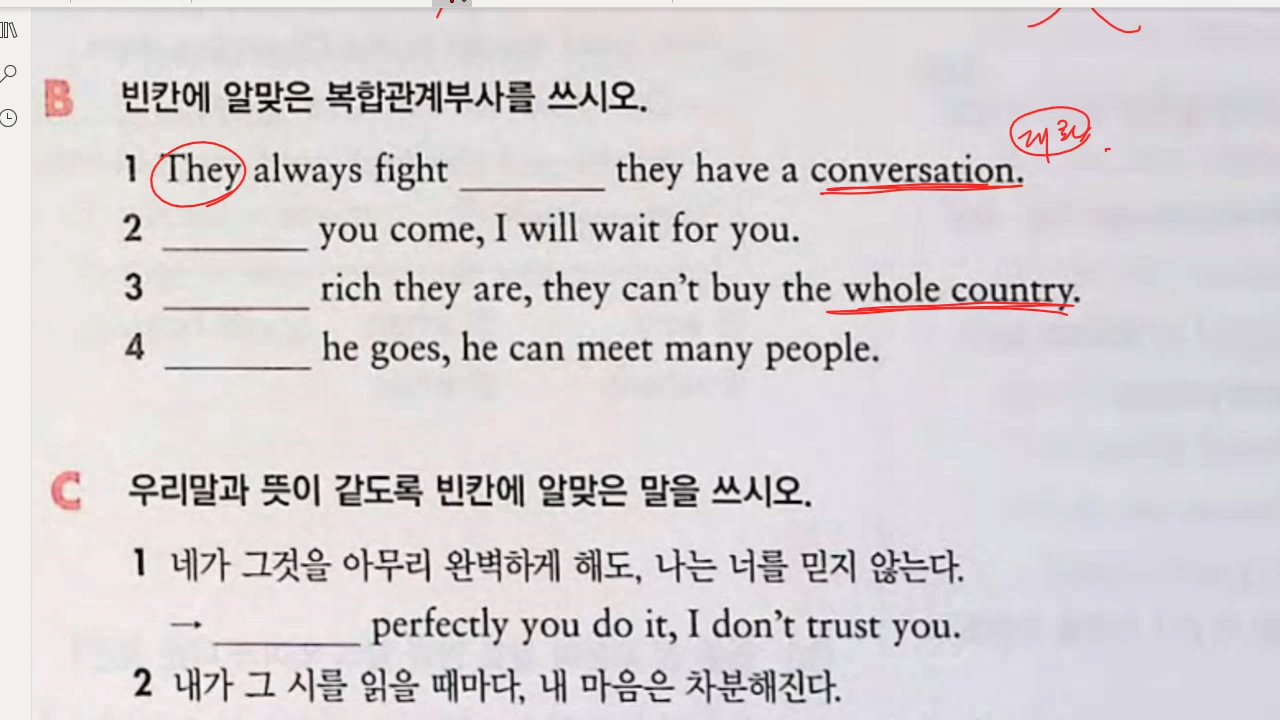 B 빈칸에 알맞은 복합관계부사를 쓰시오.
대화
1 They always fight ________ they have a conversation.
2 ________ you come, I will wait for you.
3 ________ rich they are, they can't buy the whole country.
4 ________ he goes, he can meet many people.
C 우리말과 뜻이 같도록 빈칸에 알맞은 말을 쓰시오.
1 네가 그것을 아무리 완벽하게 해도, 나는 너를 믿지 않는다.
→ ________ perfectly you do it, I don't trust you.
2 내가 그 시를 읽을 때마다, 내 마음은 차분해진다.